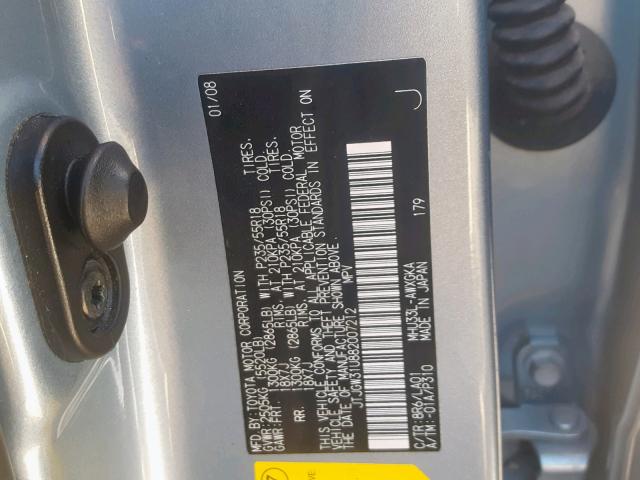 MFD.BY:TOYOTA MOTOR CORPORATION 01/08
GVWR:2505KG (5520LB)
GAWR:FRT. 1300KG (2865LB) WITH P235/55R18 TIRES.
18X7J RIMS, AT 210KPA (30PSI) COLD.
RR. 1300KG (2865LB) WITH P235/55R18 TIRES,
18X7J RIMS, AT 210KPA (30PSI) COLD.
THIS VEHICLE CONFORMS TO ALL APPLICABLE FEDERAL MOTOR
VEHICLE SAFETY AND THEFT PREVENTION STANDARDS IN EFFECT ON
THE DATE OF MANUFACTURE SHOWN ABOVE.
JTJGW31U882007212 MPV
179 J
C/TR:8R6/LA01 MHU33L-AWXGKA
A/TM:-01A/P310 MADE IN JAPAN